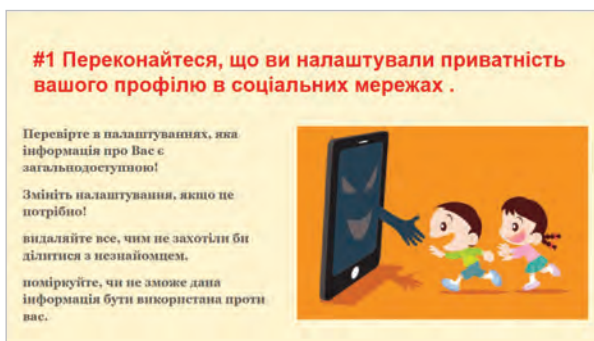 #1 Переконайтеся, що ви налаштували приватність
вашого профілю в соціальних мережах .
Перевірте в налаштуваннях, яка
інформація про Вас є
загальнодоступною!
Змініть налаштування, якщо це
потрібно!
видаляйте все, чим не захотіли би
ділитися з незнайомцем.
поміркуйте, чи не зможе дана
інформація бути використана проти
вас.